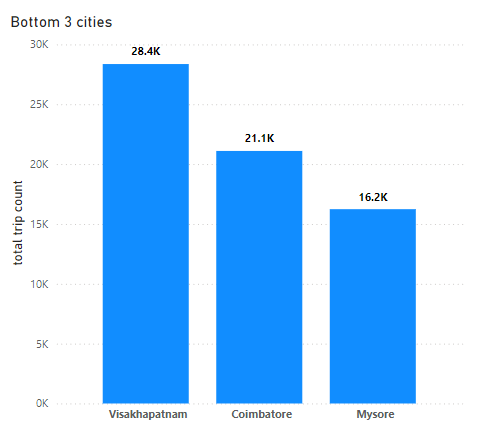 Bottom 3 cities
30K
25K
20K
15K
10K
5K
0K
total trip count
28.4K
21.1K
16.2K
Visakhapatnam
Coimbatore
Mysore